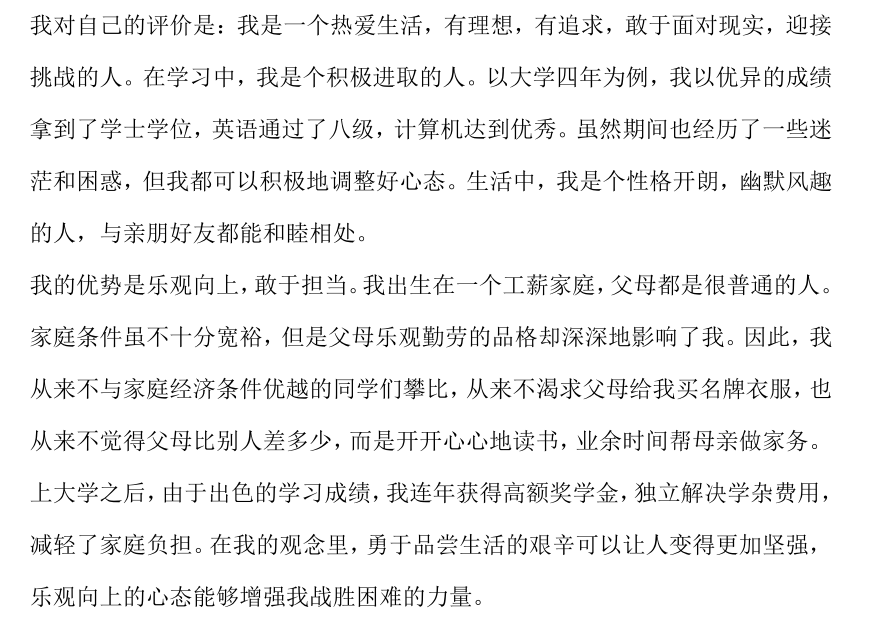 我对自己的评价是：我是一个热爱生活，有理想，有追求，敢于面对现实，迎接
挑战的人。在学习中，我是个积极进取的人。以大学四年为例，我以优异的成绩
拿到了学士学位，英语通过了八级，计算机达到优秀。虽然期间也经历了一些迷
茫和困惑，但我都可以积极地调整好心态。生活中，我是个性格开朗，幽默风趣
的人，与亲朋好友都能和睦相处。
我的优势是乐观向上，敢于担当。我出生在一个工薪家庭，父母都是很普通的人。
家庭条件虽不十分宽裕，但是父母乐观勤劳的品格却深深地影响了我。因此，我
从来不与家庭经济条件优越的同学们攀比，从来不渴求父母给我买名牌衣服，也
从来不觉得父母比别人差多少，而是开开心心地读书，业余时间帮母亲做家务。
上大学之后，由于出色的学习成绩，我连年获得高额奖学金，独立解决学杂费用，
减轻了家庭负担。在我的观念里，勇于品尝生活的艰辛可以让人变得更加坚强，
乐观向上的心态能够增强我战胜困难的力量。